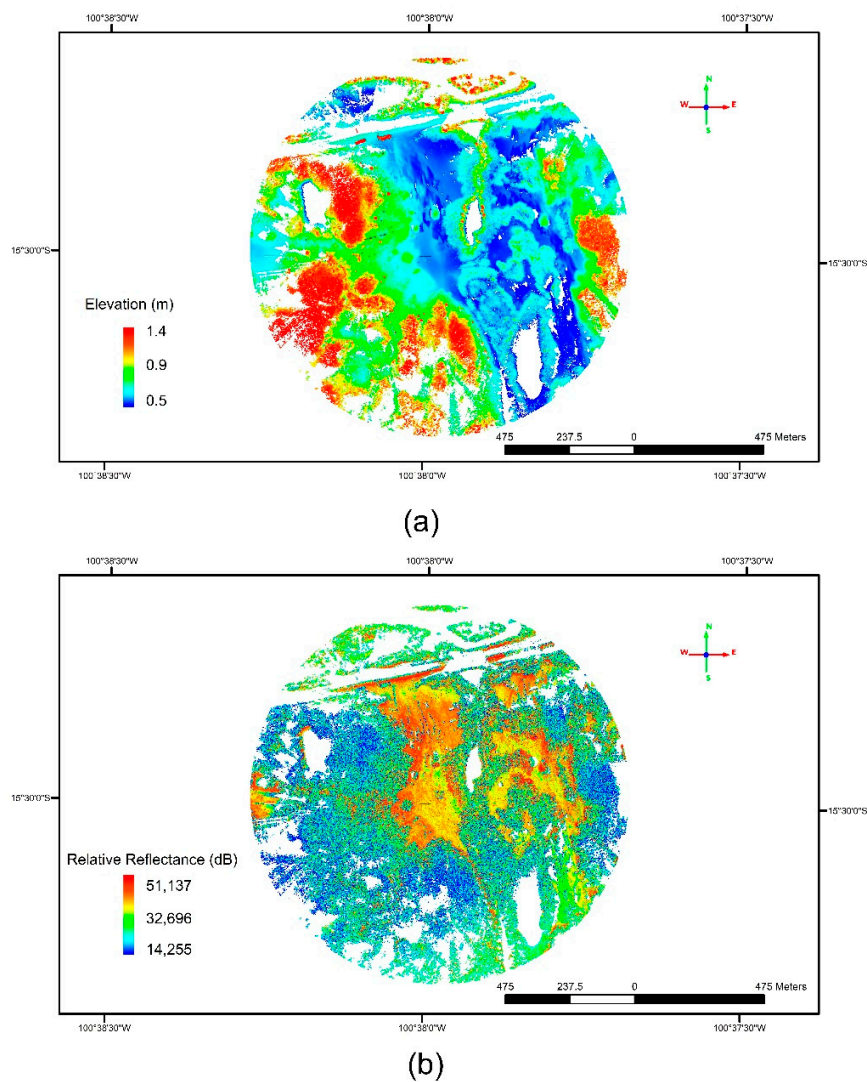 100°38'30"W 100°38'0"W 100°37'30"W
N
W E
S
15°30'0"S 15°30'0"S
Elevation (m)
1.4
0.9
0.5
475 237.5 0 475 Meters
100°38'30"W 100°38'0"W 100°37'30"W
(a)
100°38'30"W 100°38'0"W 100°37'30"W
N
W E
S
15°30'0"S 15°30'0"S
Relative Reflectance (dB)
51,137
32,696
14,255
475 237.5 0 475 Meters
100°38'30"W 100°38'0"W 100°37'30"W
(b)